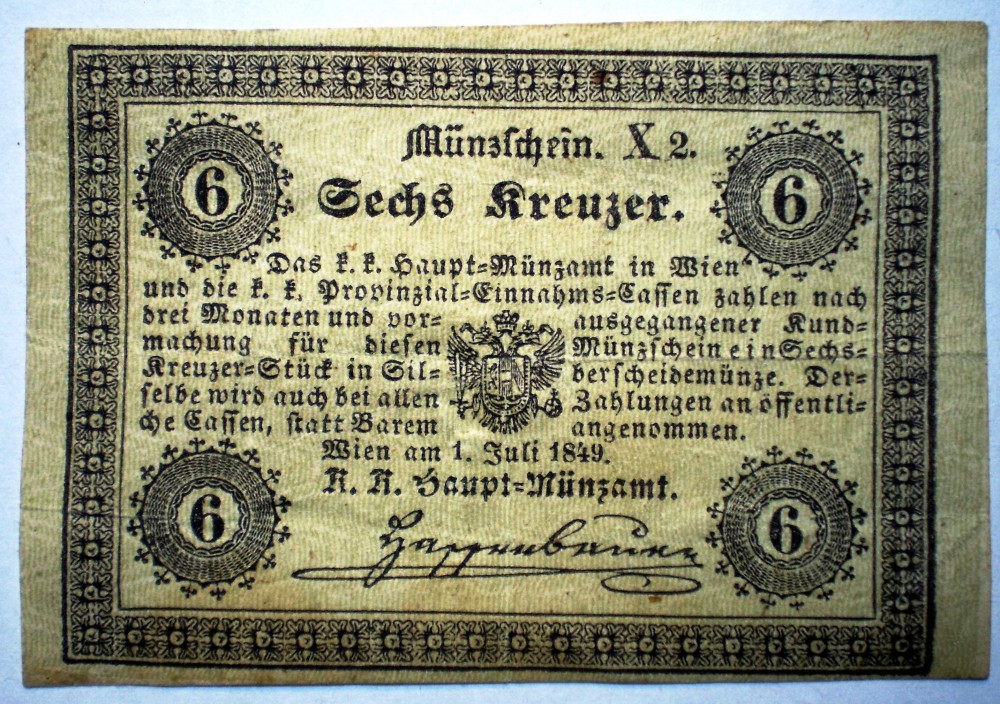 Münzschein. X 2.
6 Sechs Kreuzer. 6
Das k. k. Haupt=Münzamt in Wien
und die k. k. Provinzial=Einnahms=Cassen zahlen nach
drei Monaten und vor= ausgegangener Kund=
machung für diesen Münzschein ein Sechs=
Kreuzer=Stück in Sil= berscheidemünze. Der=
selbe wird auch bei allen Zahlungen an öffentli=
che Cassen, statt Barem angenommen.
Wien am 1. Juli 1849.
K. K. Haupt=Münzamt.
6 6